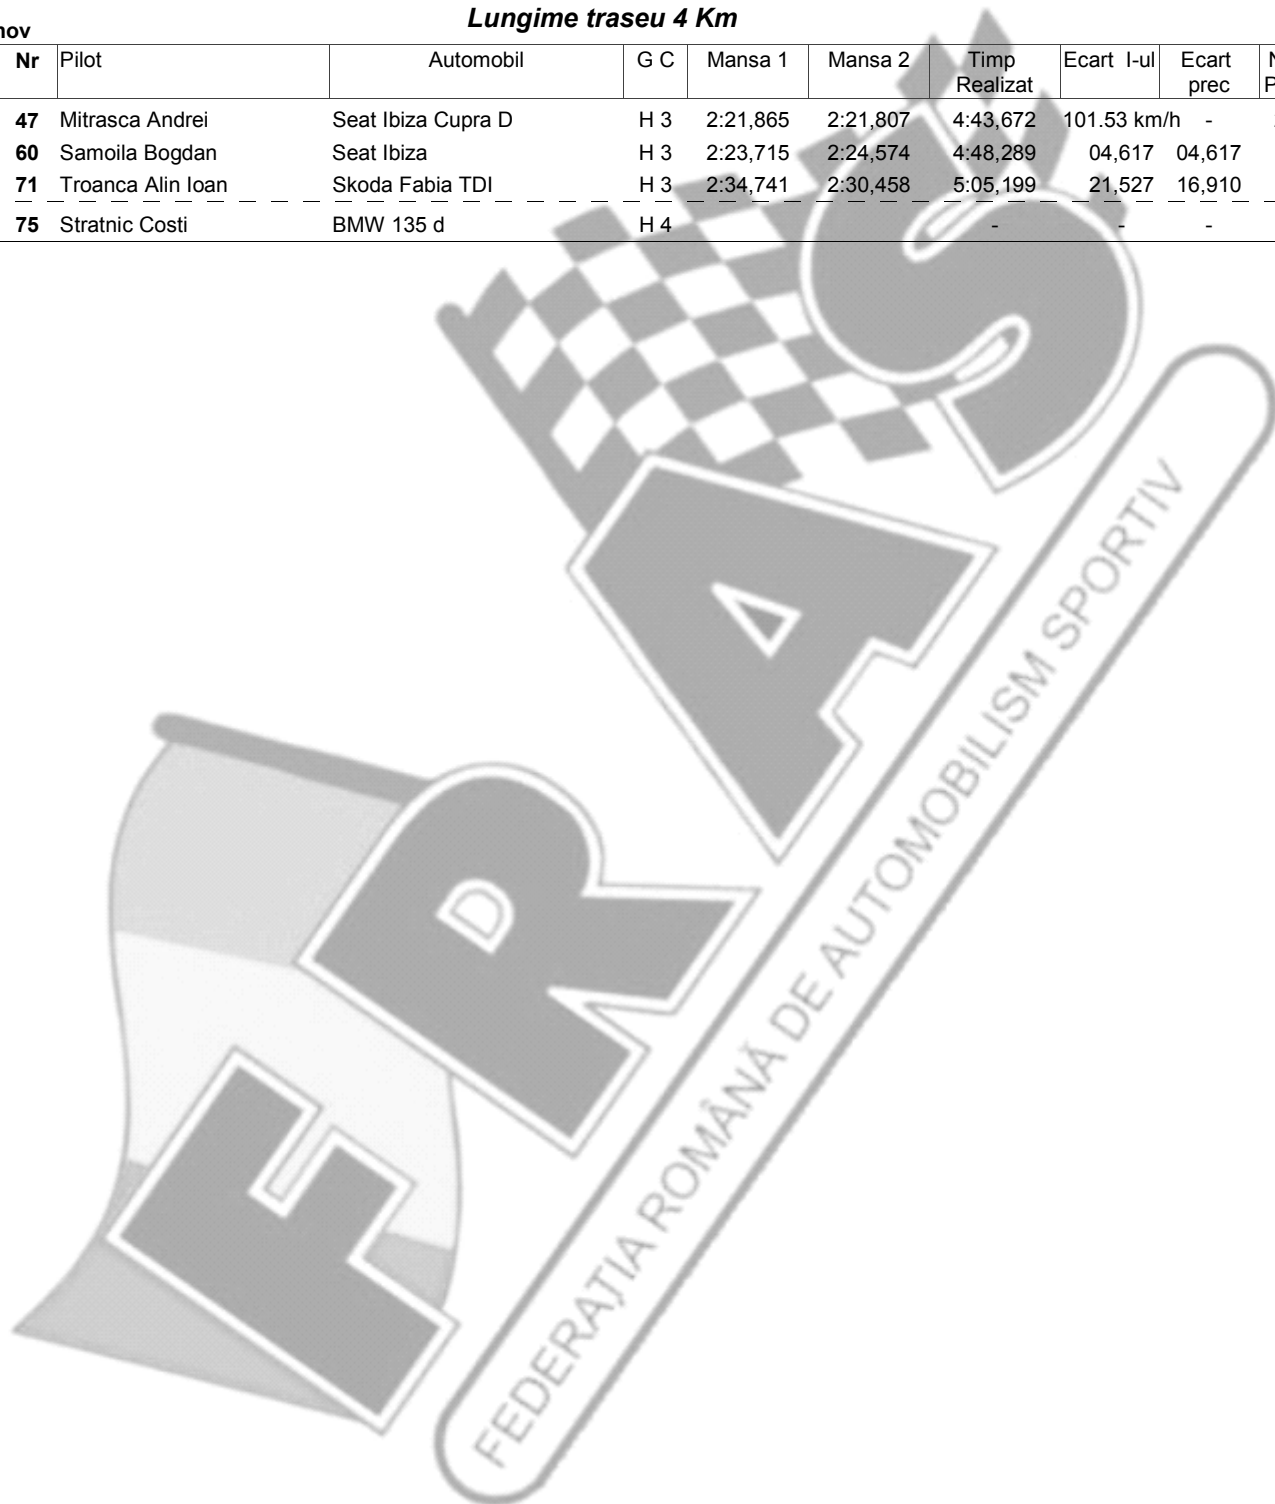 Lungime traseu 4 Km
nov
Nr Pilot Automobil G C Mansa 1 Mansa 2 Timp Realizat Ecart I-ul Ecart prec
47 Mitrasca Andrei Seat Ibiza Cupra D H 3 2:21,865 2:21,807 4:43,672 101.53 km/h -
60 Samoila Bogdan Seat Ibiza H 3 2:23,715 2:24,574 4:48,289 04,617 04,617
71 Troanca Alin Ioan Skoda Fabia TDI H 3 2:34,741 2:30,458 5:05,199 21,527 16,910
75 Stratnic Costi BMW 135 d H 4 - - -
FRAS
FEDERAȚIA ROMÂNĂ DE AUTOMOBILISM SPORTIV